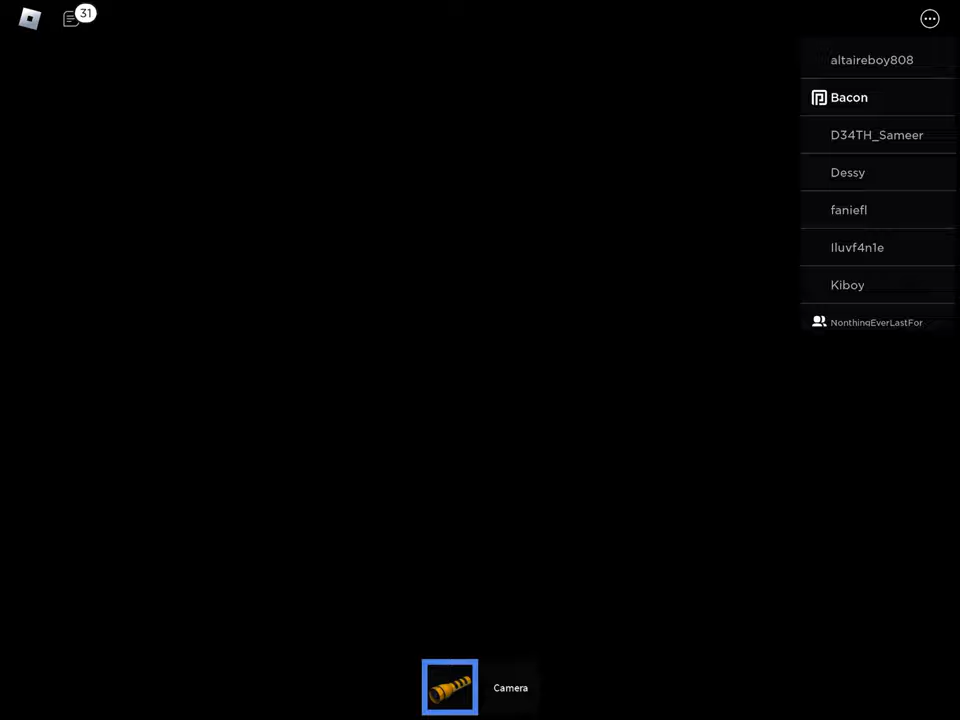 31
altaireboy808
Bacon
D34TH_Sameer
Dessy
faniefl
Iluvf4n1e
Kiboy
NonthingEverLastFor
Camera